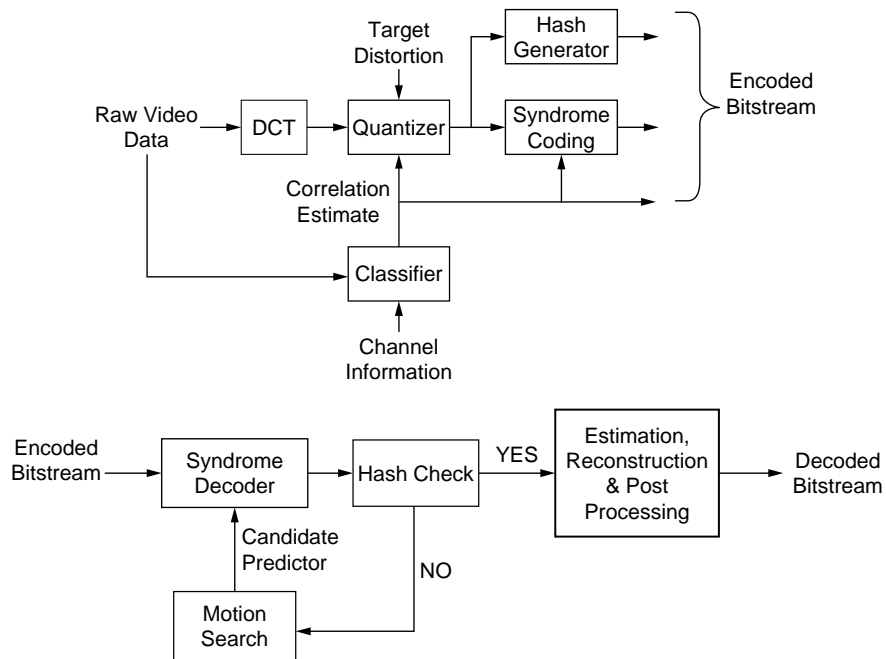 Target
Distortion
Hash
Generator
Encoded
Bitstream
Raw Video
Data
DCT
Quantizer
Syndrome
Coding
Correlation
Estimate
Classifier
Channel
Information
Encoded
Bitstream
Syndrome
Decoder
Hash Check
YES
Estimation,
Reconstruction
& Post
Processing
Decoded
Bitstream
Candidate
Predictor
NO
Motion
Search